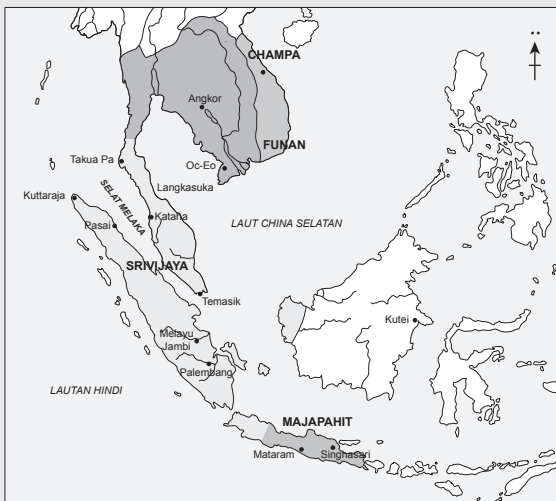 CHAMPA
Angkor
FUNAN
Takua Pa
Oc-Eo
Langkasuka
Kuttaraja
SELAT MELAKA
Kataha
Pasai
LAUT CHINA SELATAN
SRIVIJAYA
Temasik
Kutei
Melayu
Jambi
Palembang
LAUTAN HINDI
MAJAPAHIT
Mataram
Singhasari